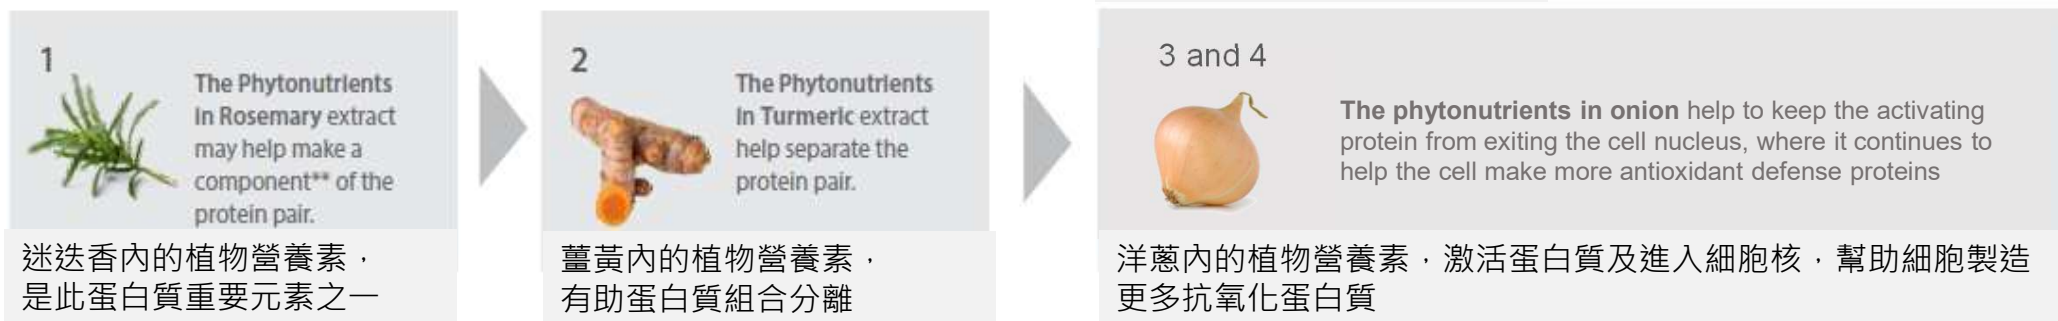 1
The Phytonutrients
in Rosemary extract
may help make a
component** of the
protein pair.
迷迭香內的植物營養素，
是此蛋白質重要元素之一
2
The Phytonutrients
in Turmeric extract
help separate the
protein pair.
薑黃內的植物營養素，
有助蛋白質組合分離
3 and 4
The phytonutrients in onion help to keep the activating
protein from exiting the cell nucleus, where it continues to
help the cell make more antioxidant defense proteins
洋蔥內的植物營養素，激活蛋白質及進入細胞核，幫助細胞製造
更多抗氧化蛋白質